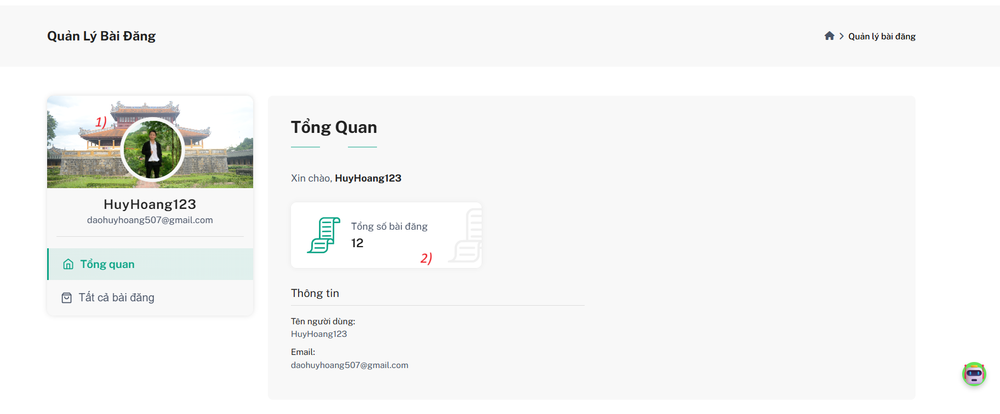 Quản Lý Bài Đăng
Quản lý bài đăng
1)
HuyHoang123
daohuyhoang507@gmail.com
Tổng quan
Tất cả bài đăng
Tổng Quan
Xin chào, HuyHoang123
Tổng số bài đăng
12
2)
Thông tin
Tên người dùng:
HuyHoang123
Email:
daohuyhoang507@gmail.com